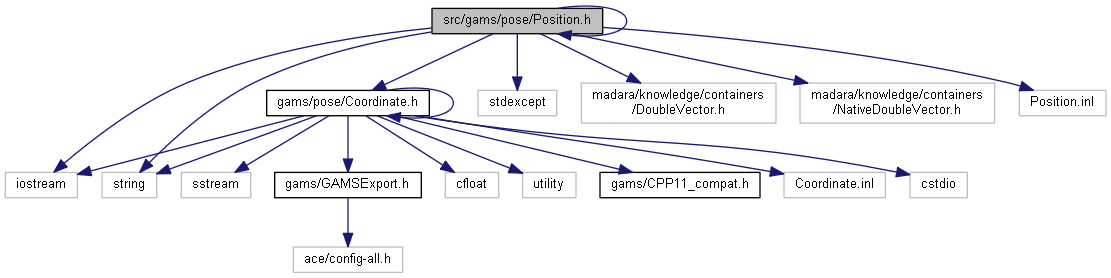 src/gams/pose/Position.h
gams/pose/Coordinate.h
stdexcept
madara/knowledge/containers
/DoubleVector.h
madara/knowledge/containers
/NativeDoubleVector.h
Position.inl
iostream
string
sstream
gams/GAMSExport.h
cfloat
utility
gams/CPP11_compat.h
Coordinate.inl
cstdio
ace/config-all.h